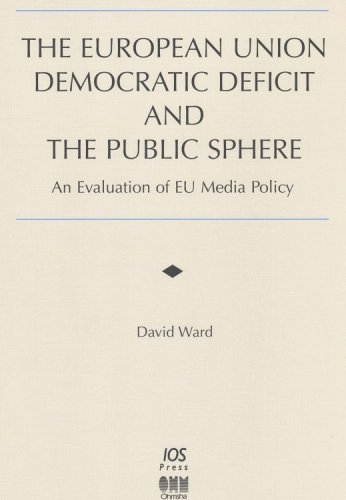 THE EUROPEAN UNION
DEMOCRATIC DEFICIT
AND
THE PUBLIC SPHERE
An Evaluation of EU Media Policy
David Ward
IOS
Press
OHM
Ohmsha